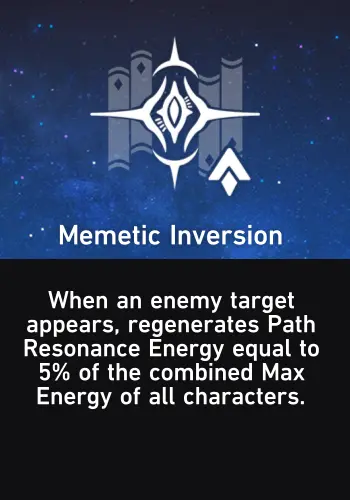 Memetic Inversion
When an enemy target
appears, regenerates Path
Resonance Energy equal to
5% of the combined Max
Energy of all characters.